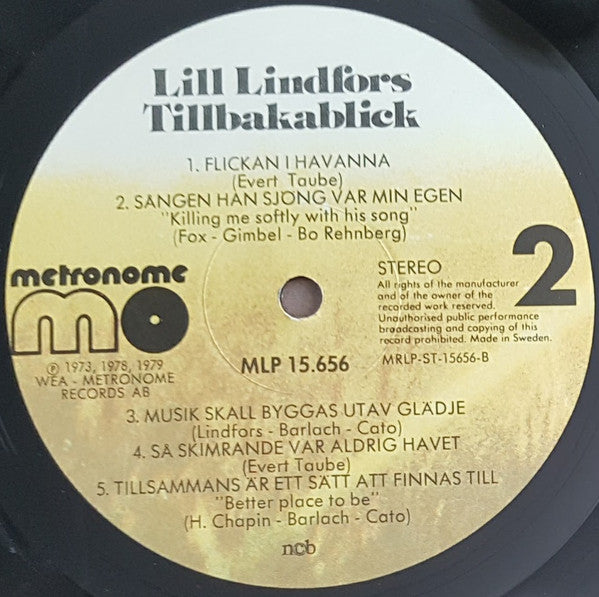 Lill Lindfors
Tillbakablick
1. FLICKAN I HAVANNA
(Evert Taube)
2. SÅNGEN HAN SJÖNG VAR MIN EGEN
"Killing me softly with his song"
(Fox - Gimbel - Bo Rehnberg)
metronome
mo
℗ 1973, 1978, 1979
WEA - METRONOME
RECORDS AB
MLP 15.656
STEREO
2
All rights of the manufacturer
and of the owner of the
recorded work reserved.
Unauthorised public performance
broadcasting and copying of this
record prohibited. Made in Sweden.
MRLP-ST-15656-B
3. MUSIK SKALL BYGGAS UTAV GLÄDJE
(Lindfors - Barlach - Cato)
4. SÅ SKIMRANDE VAR ALDRIG HAVET
(Evert Taube)
5. TILLSAMMANS ÄR ETT SÄTT ATT FINNAS TILL
"Better place to be"
(H. Chapin - Barlach - Cato)
ncb